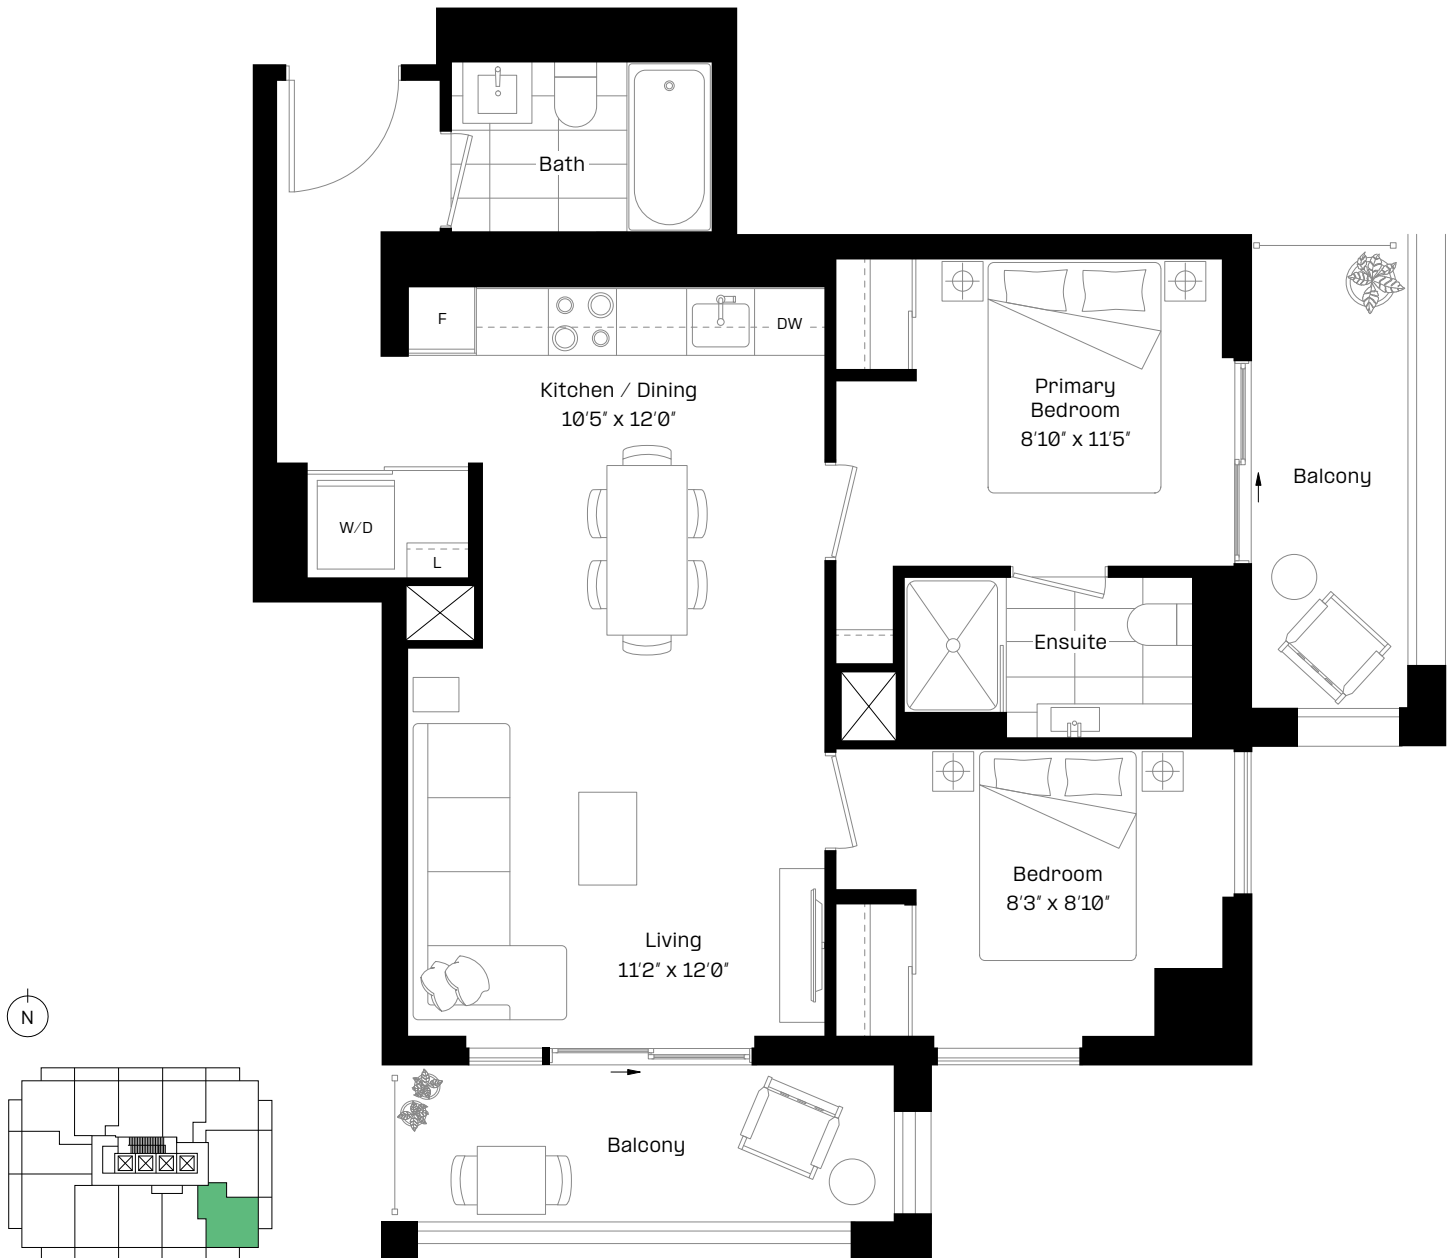 Bath
F
DW
Kitchen / Dining
10'5" x 12'0"
Primary
Bedroom
8'10" x 11'5"
Balcony
W/D
L
Ensuite
Bedroom
8'3" x 8'10"
Living
11'2" x 12'0"
N
Balcony